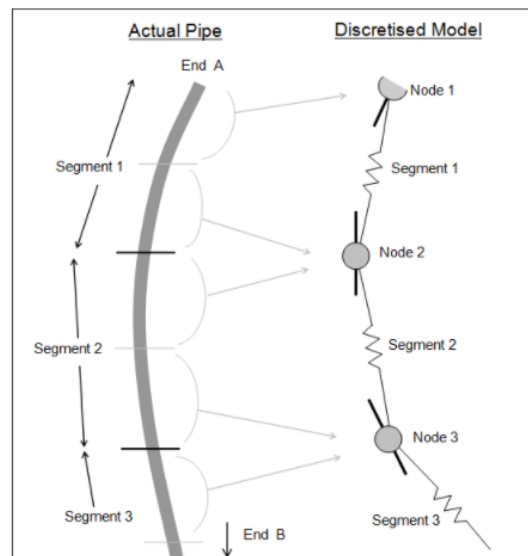 Actual Pipe
Discretised Model
End A
Node 1
Segment 1
Segment 1
Node 2
Segment 2
Segment 2
Node 3
Segment 3
End B
Segment 3